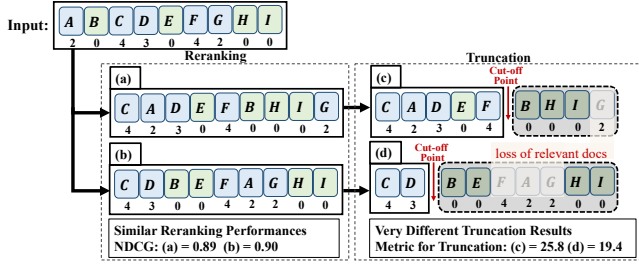 Input: A B C D E F G H I
2 0 4 3 0 4 2 0 0
Reranking
Truncation
(a)
C A D E F B H I G
4 2 3 0 4 0 0 0 2
(c)
Cut-off
Point
C A D E F B H I G
4 2 3 0 4 0 0 0 2
(b)
C D B E F A G H I
4 3 0 0 4 2 2 0 0
(d)
Cut-off
Point
loss of relevant docs
C D B E F A G H I
4 3 0 0 4 2 2 0 0
Similar Reranking Performances
NDCG: (a) = 0.89 (b) = 0.90
Very Different Truncation Results
Metric for Truncation: (c) = 25.8 (d) = 19.4